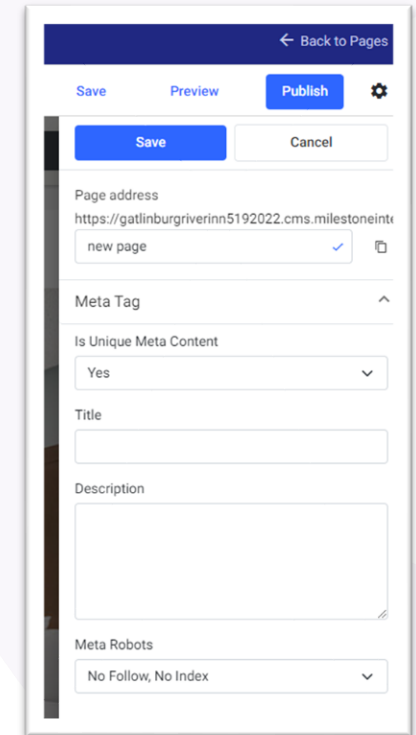 ← Back to Pages
Save Preview Publish
Save Cancel
Page address
https://gatlinburgriverinn5192022.cms.milestoneinte
new page
Meta Tag
Is Unique Meta Content
Yes
Title
Description
Meta Robots
No Follow, No Index